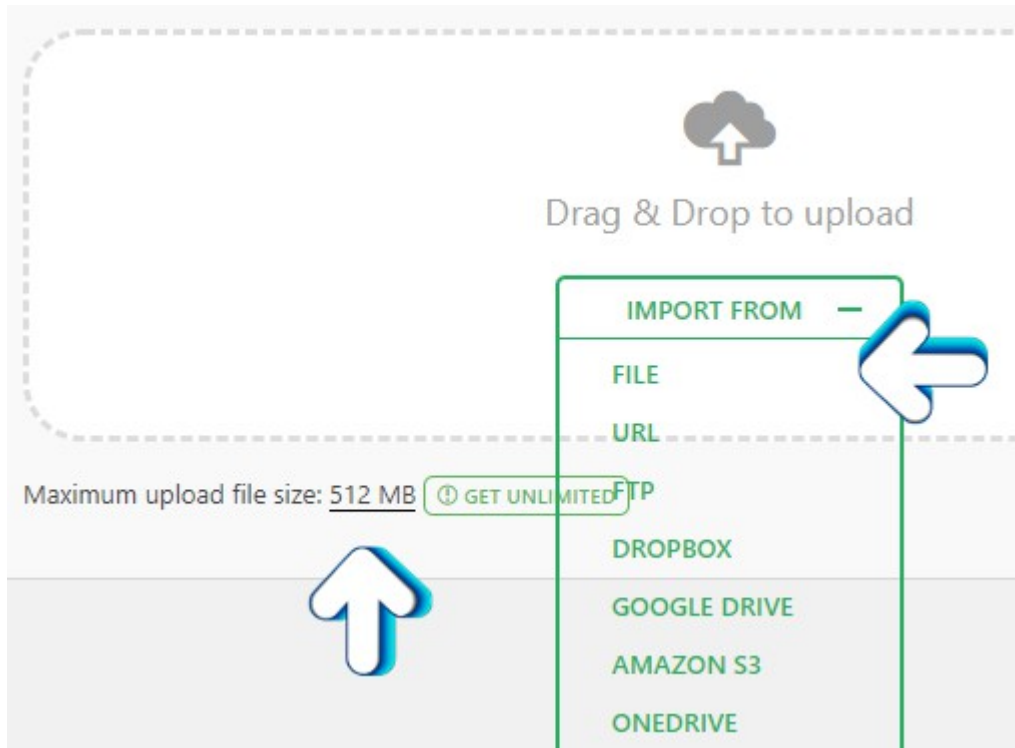 Drag & Drop to upload
IMPORT FROM
FILE
URL
Maximum upload file size: 512 MB GET UNLIMITED
FTP
DROPBOX
GOOGLE DRIVE
AMAZON S3
ONEDRIVE